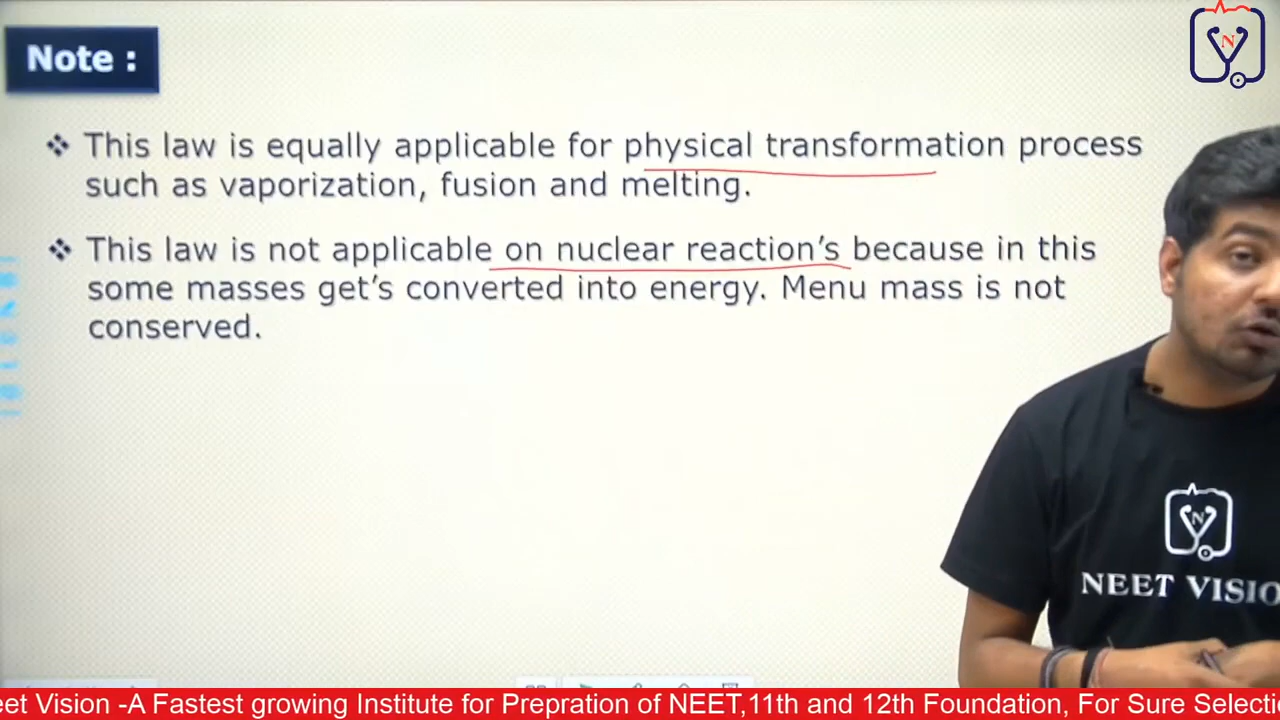 Note :
❖ This law is equally applicable for physical transformation process
such as vaporization, fusion and melting.
❖ This law is not applicable on nuclear reaction’s because in this
some masses get’s converted into energy. Menu mass is not
conserved.
N
N
NEET VISIO
eet Vision -A Fastest growing Institute for Prepration of NEET,11th and 12th Foundation, For Sure Selecti